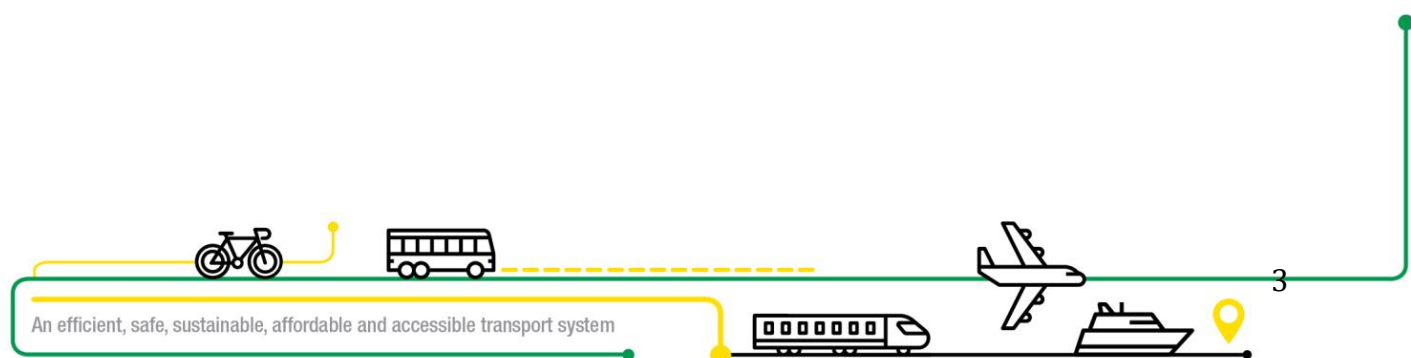 3
An efficient, safe, sustainable, affordable and accessible transport system